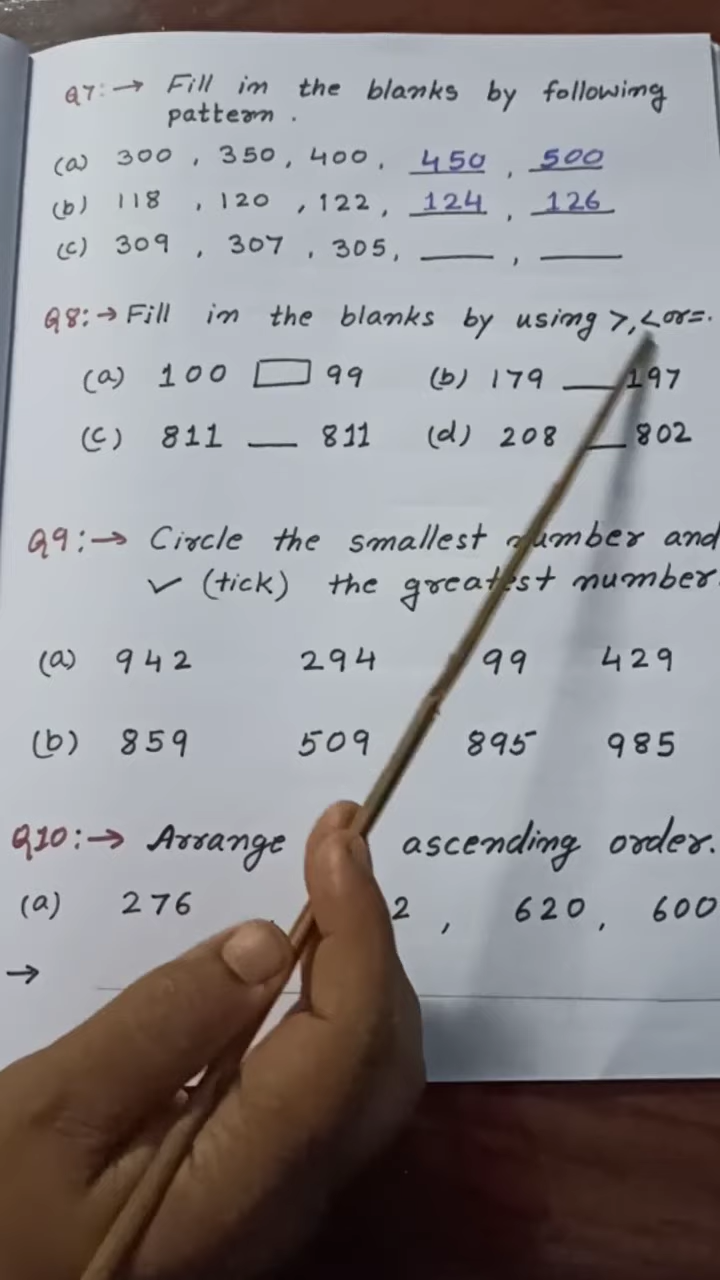 Q7:→ Fill in the blanks by following
pattern.
(a) 300, 350, 400, 450, 500
(b) 118, 120, 122, 124, 126
(c) 309, 307, 305, ___, ___
Q8:→ Fill in the blanks by using >, < or =.
(a) 100 ☐ 99 (b) 179 ___ 197
(c) 811 ___ 811 (d) 208 ___ 802
Q9:→ Circle the smallest number and
✓ (tick) the greatest number.
(a) 942 294 99 429
(b) 859 509 895 985
Q10:→ Arrange ascending order.
(a) 276 2, 620, 600
→